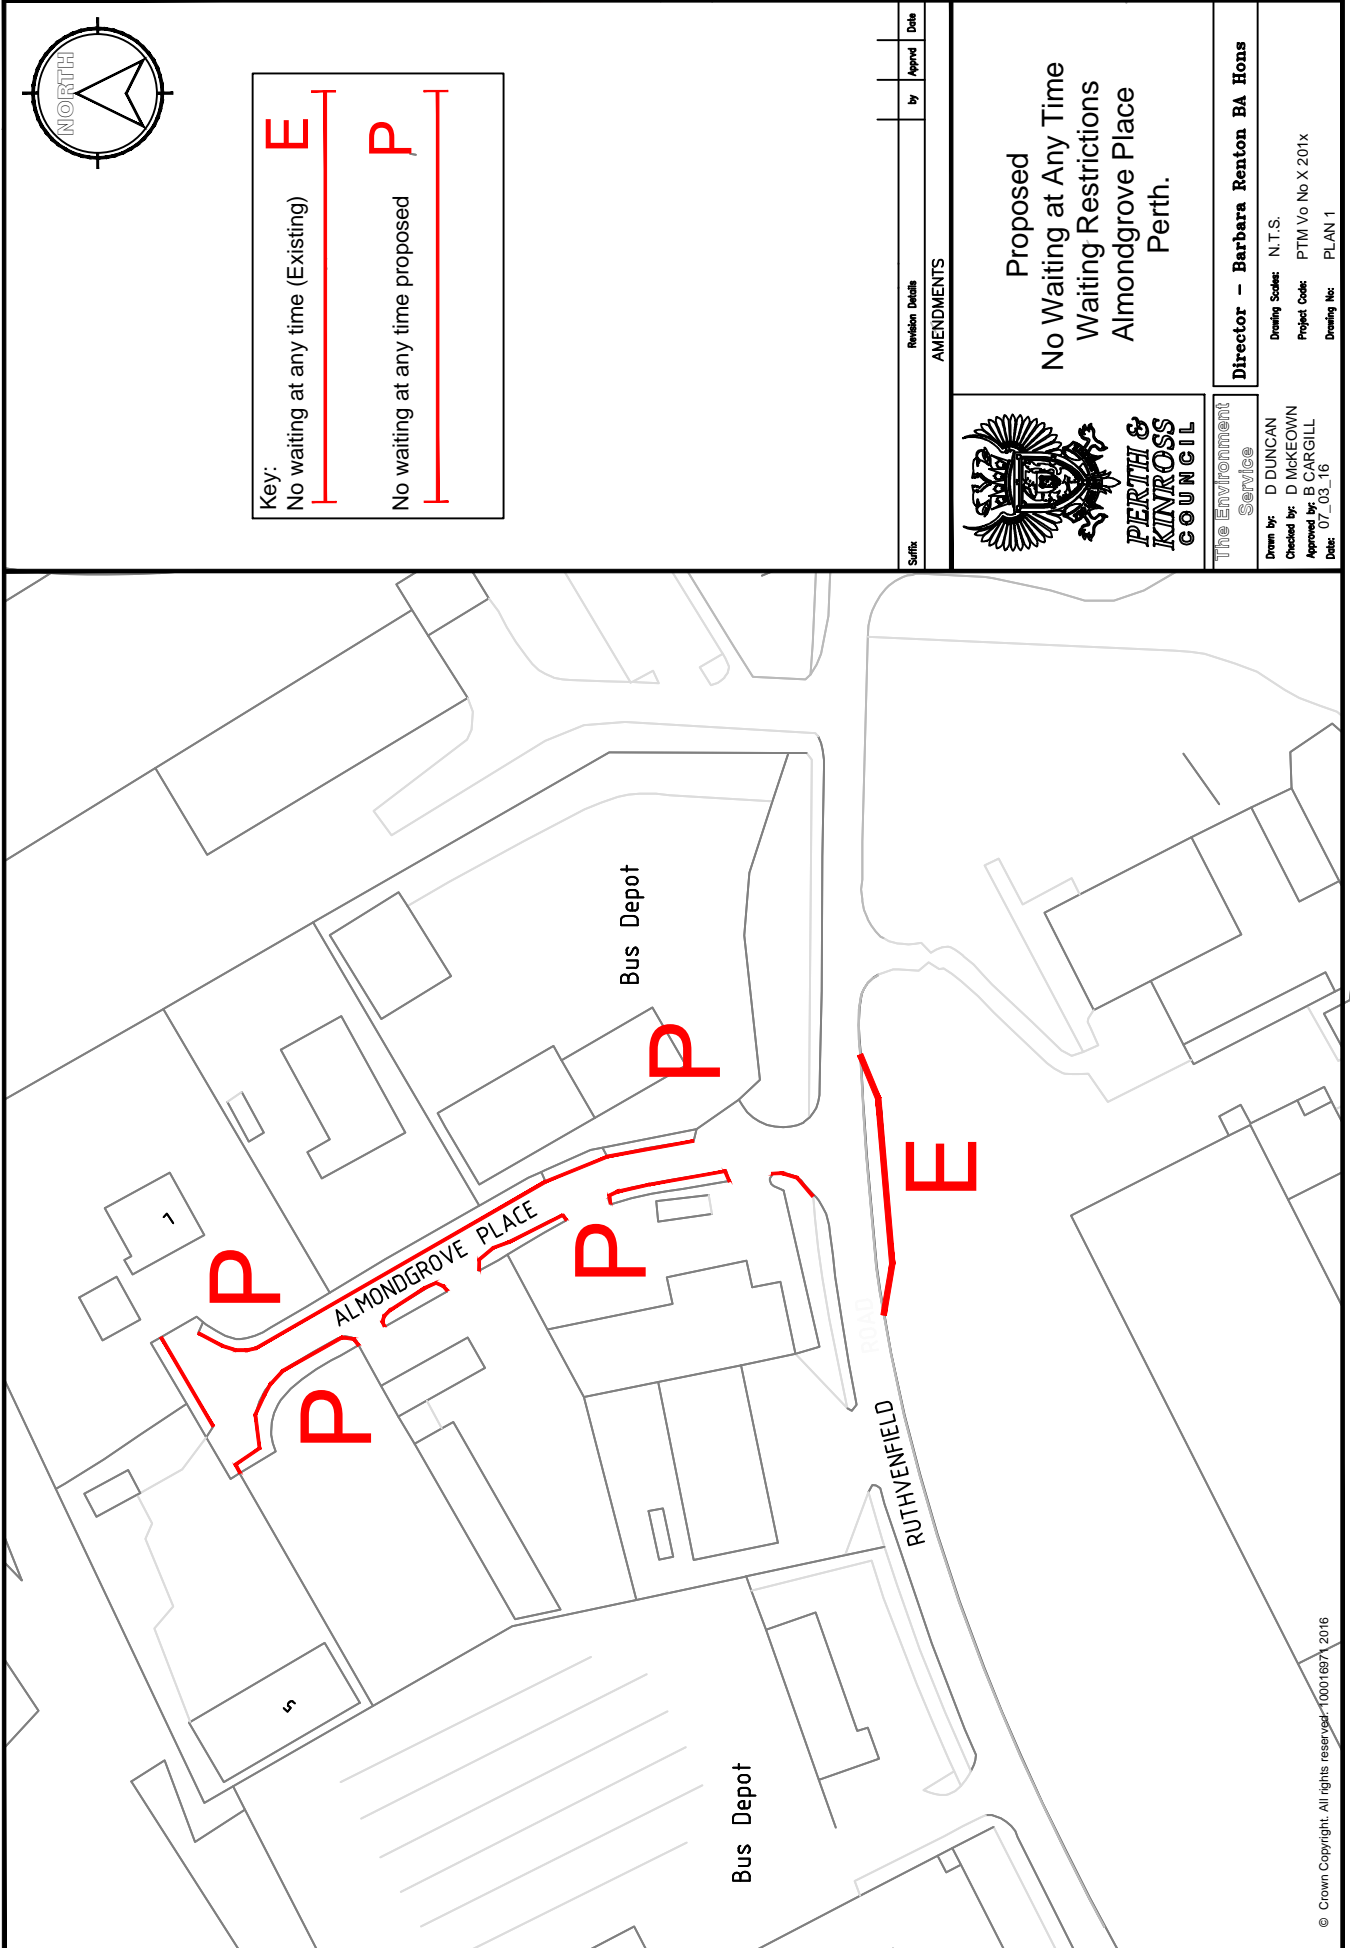 NORTH
Key:
No waiting at any time (Existing) E
No waiting at any time proposed P
Suffix Revision Details by Apprvd Date
AMENDMENTS
PERTH &
KINROSS
COUNCIL
Proposed
No Waiting at Any Time
Waiting Restrictions
Almondgrove Place
Perth.
The Environment
Service
Director - Barbara Renton BA Hons
Drawn by: D DUNCAN
Checked by: D McKEOWN
Approved by: B CARGILL
Date: 07_03_16
Drawing Scales: N.T.S.
Project Code: PTM Vo No X 201x
Drawing No: PLAN 1
Bus Depot
P
7
P
ALMONDGROVE PLACE
P
E
P
ROAD
RUTHVENFIELD
5
Bus Depot
© Crown Copyright. All rights reserved. 100016971 2016